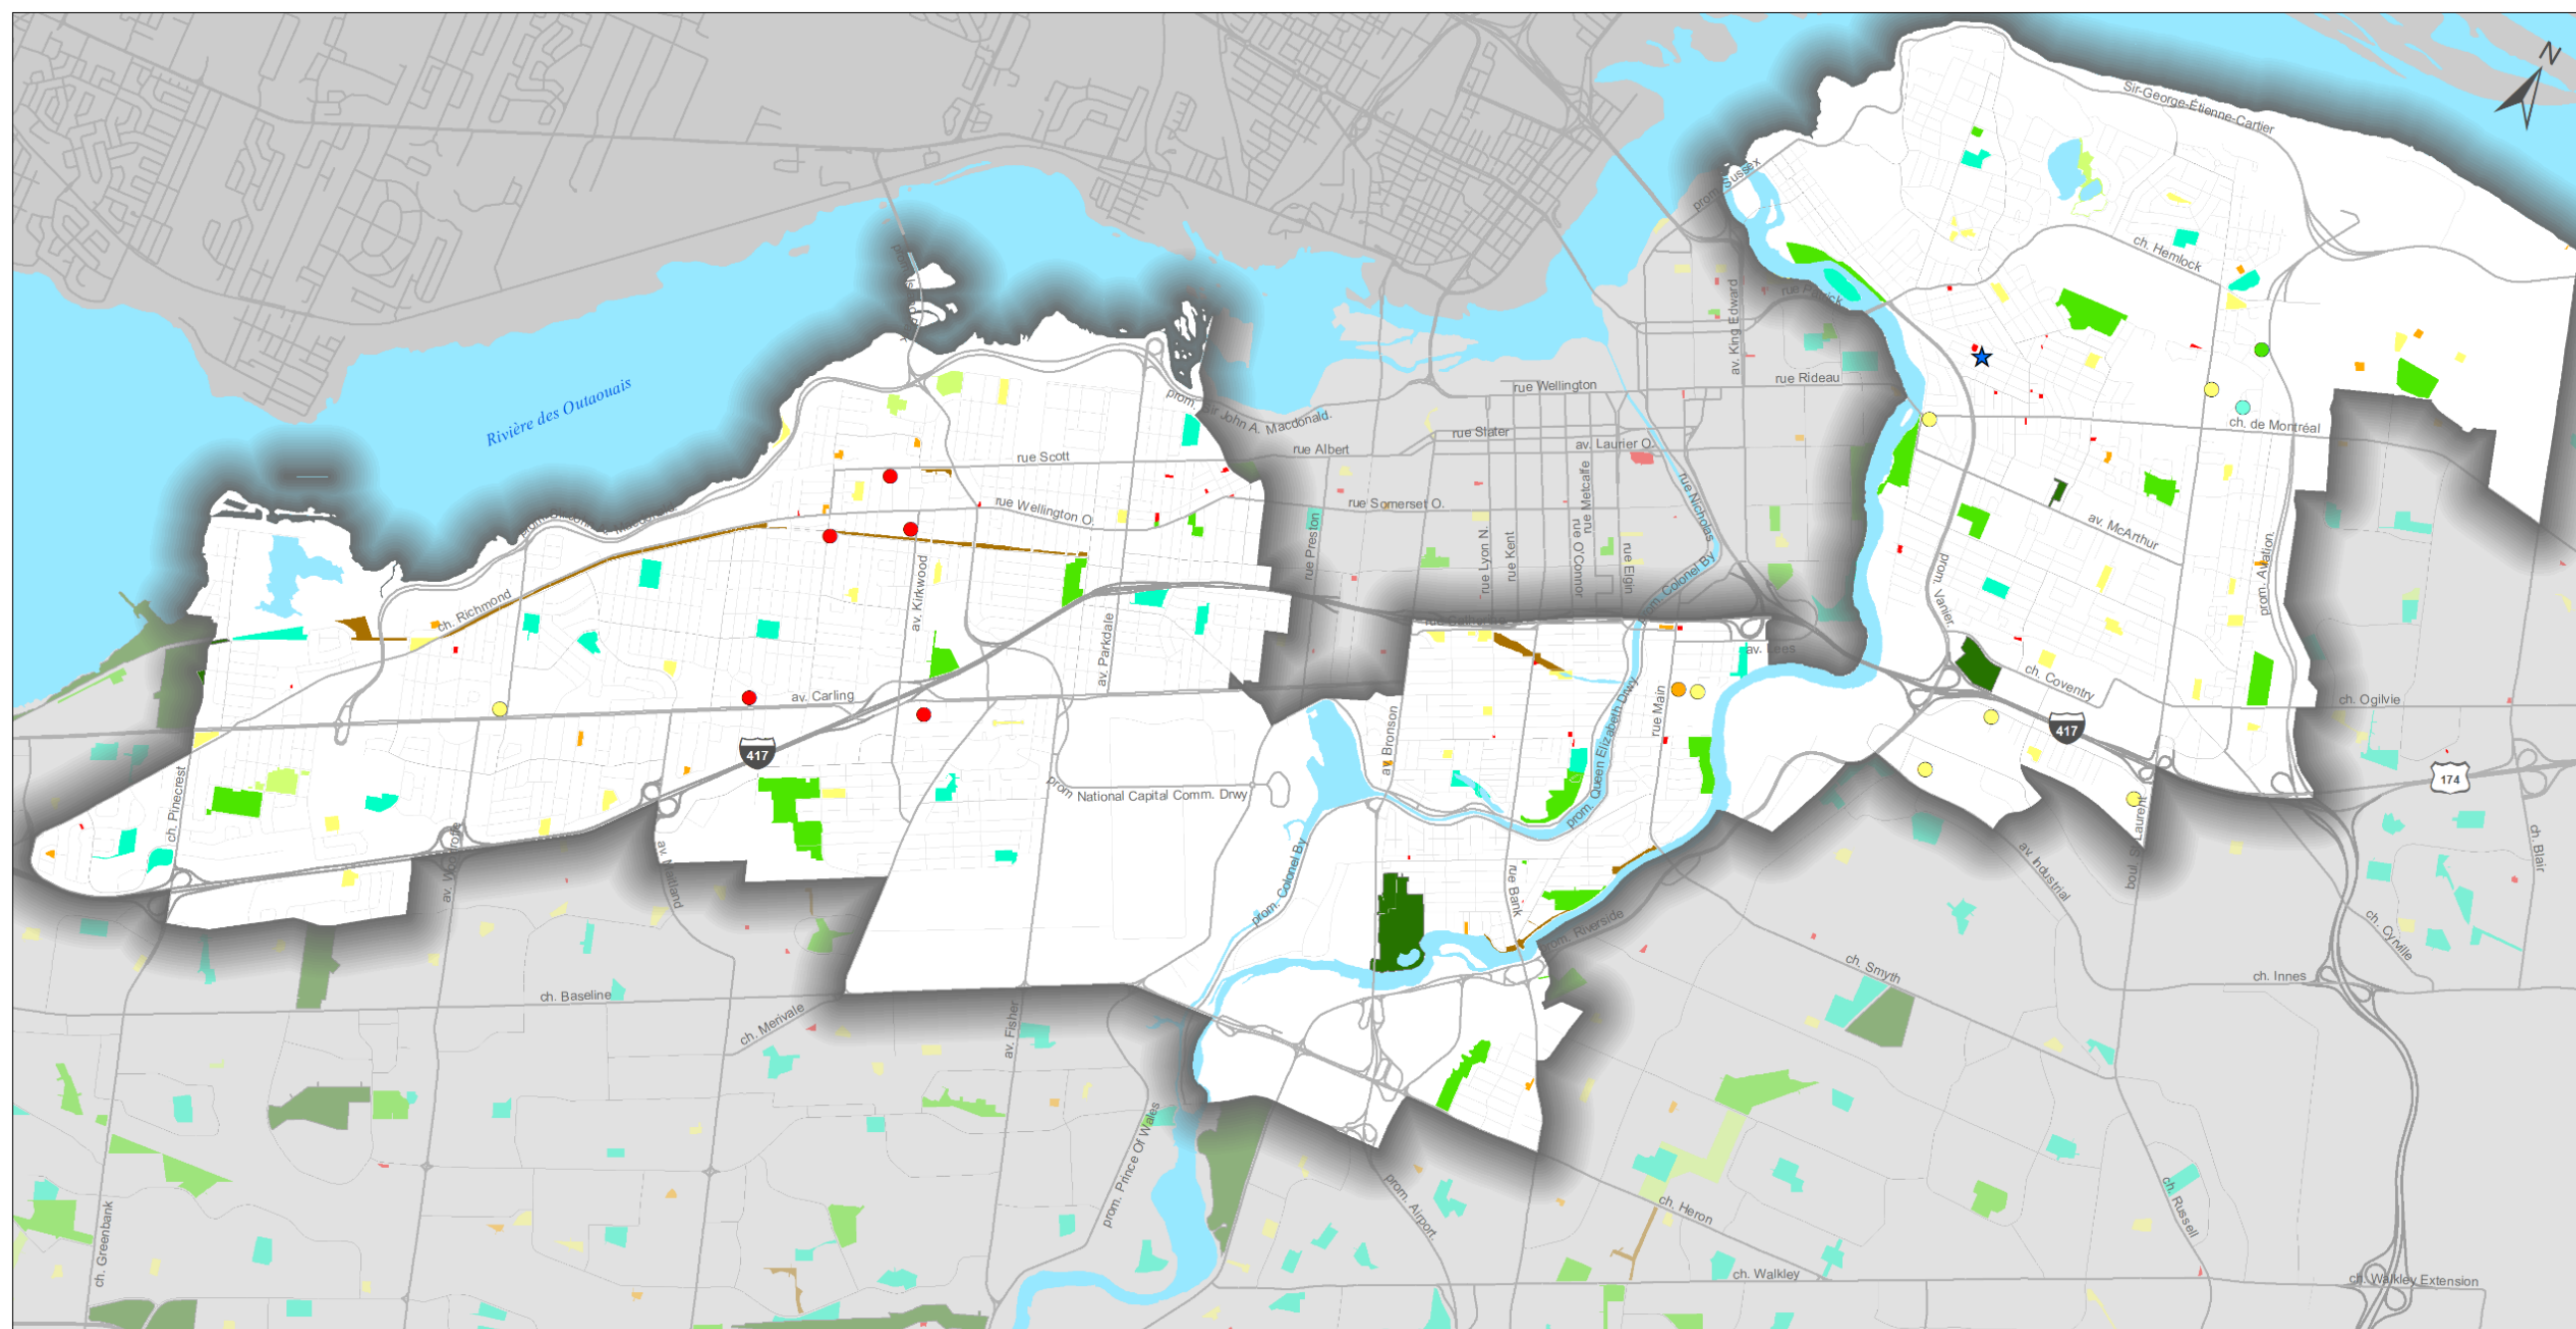 N
Sir-George-Étienne-Cartier
prom. Sussex
ch. Hemlock
rue Patrick
av. King Edward
Rivière des Outaouais
rue Wellington
rue Rideau
prom. Sir John A. Macdonald.
rue Slater
av. Laurier O.
ch. de Montréal
rue Scott
rue Albert
rue Nicholas
rue Wellington O.
rue Somerset O.
rue Metcalfe
rue Preston
rue Lyon N.
rue Kent
rue O'Connor
rue Elgin
av. McArthur
prom. Colonel By
prom. Aviation
prom. Vanier
av. Kirkwood
ch. Richmond
av. Parkdale
av. Lees
ch. Coventry
ch. Ogilvie
av. Carling
rue Main
av. Bronson
prom. Queen Elizabeth Drwy
417
417
174
prom National Capital Comm. Drwy
ch. Pinecrest
av. Woodroffe
av. Maitland
boul. St. Laurent
av. Industrial
ch. Blair
prom. Colonel By
rue Bank
prom. Riverside
ch. Cyrville
ch. Smyth
ch. Innes
ch. Baseline
ch. Merivale
av. Fisher
prom. Prince Of Wales
prom. Airport
ch. Heron
ch. Russell
ch. Greenbank
ch. Walkley
ch. Walkley Extension